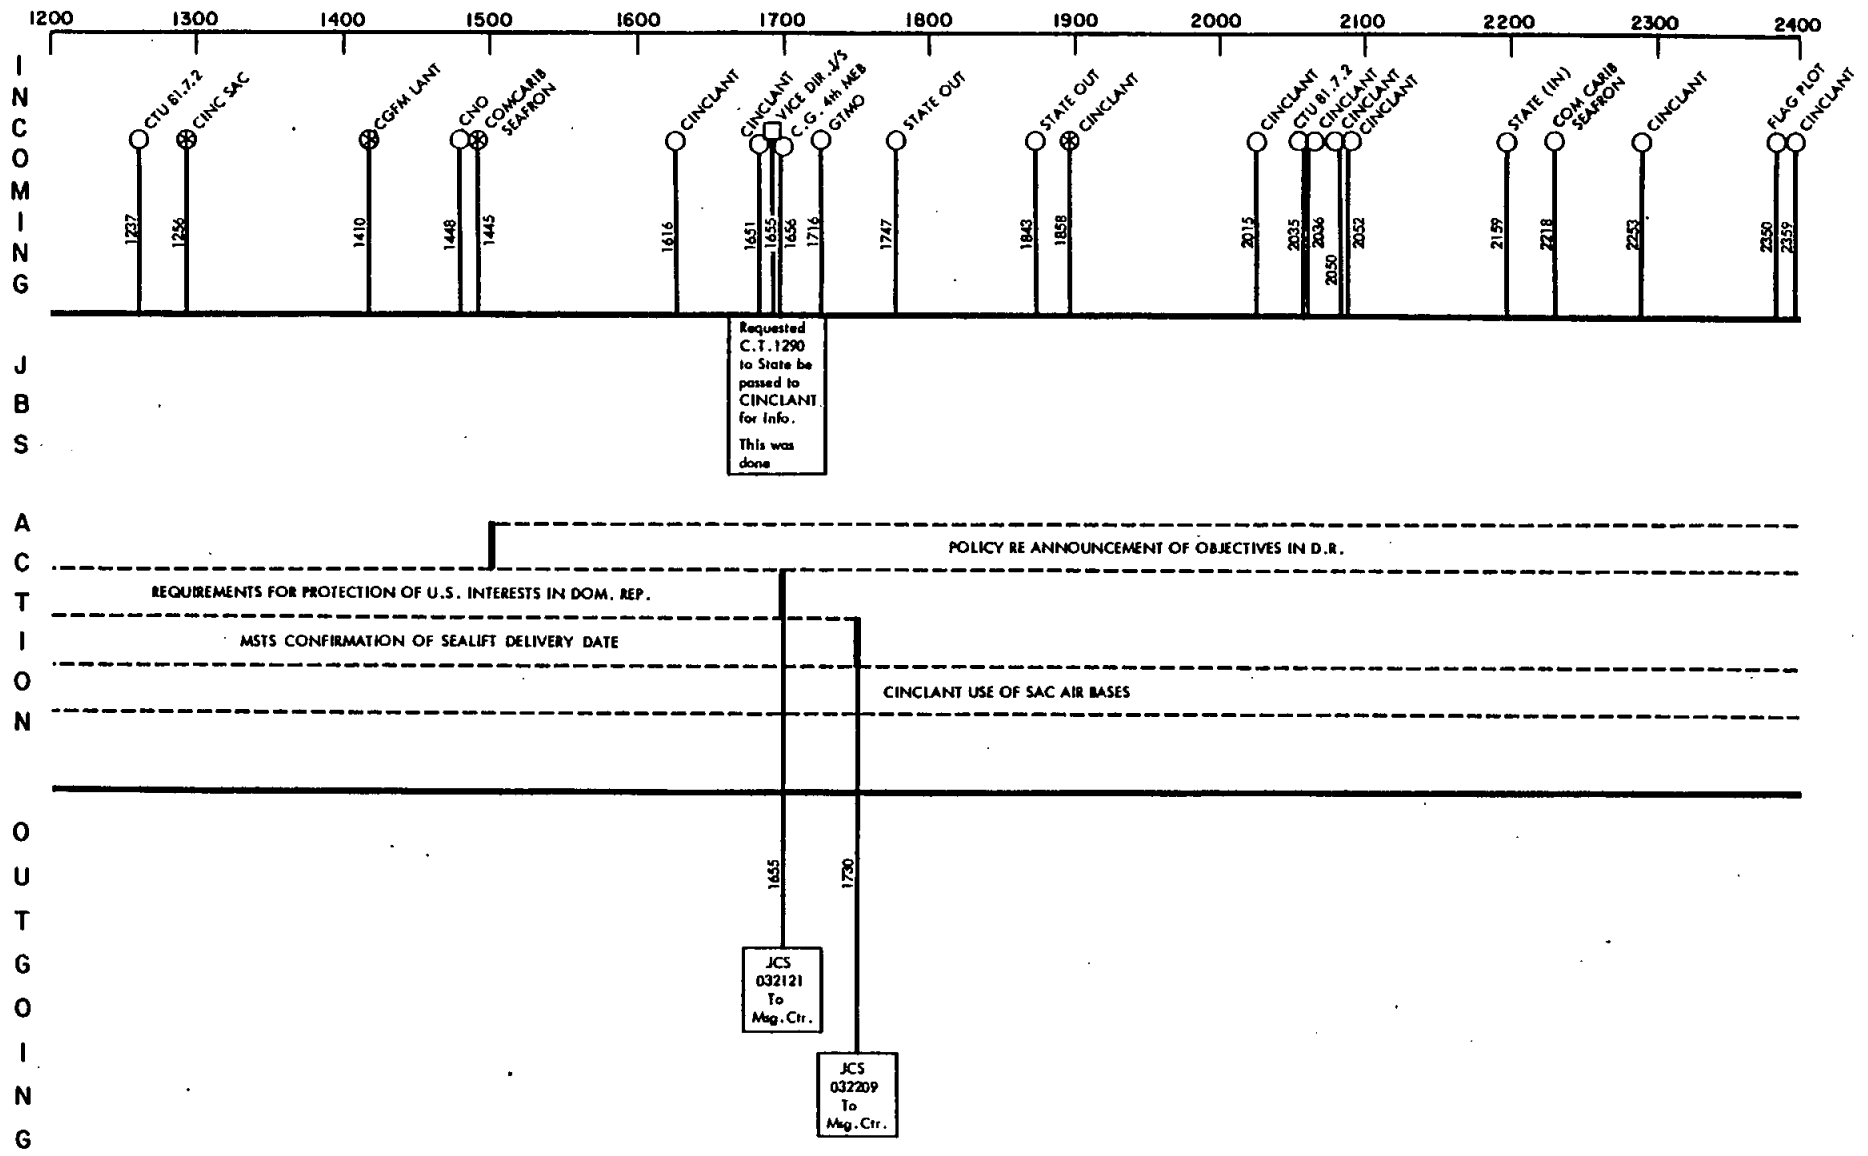 1200 1300 1400 1500 1600 1700 1800 1900 2000 2100 2200 2300 2400
INCOMING
CTU 81.7.2
CINC SAC
CGFM LANT
CNO
COMCARIB
SEAFRON
CINCLANT
CINCLANT
VICE DIR. J/S
C.G. 4th MEB
GTMO
STATE OUT
STATE OUT
CINCLANT
CINCLANT
CTU 81.7.2
CINCLANT
CINCLANT
CINCLANT
STATE (IN)
COM CARIB
SEAFRON
CINCLANT
FLAG PLOT
CINCLANT
1237
1256
1410
1448
1445
1616
1651
1655
1656
1716
1747
1843
1858
2015
2035
2036
2050
2052
2159
2218
2253
2350
2359
JBS
Requested
C.T.1290
to State be
passed to
CINCLANT
for info.
This was
done
ACTION
POLICY RE ANNOUNCEMENT OF OBJECTIVES IN D.R.
REQUIREMENTS FOR PROTECTION OF U.S. INTERESTS IN DOM. REP.
MSTS CONFIRMATION OF SEALIFT DELIVERY DATE
CINCLANT USE OF SAC AIR BASES
OUTGOING
1655
1730
JCS
032121
To
Msg.Ctr.
JCS
032209
To
Msg.Ctr.